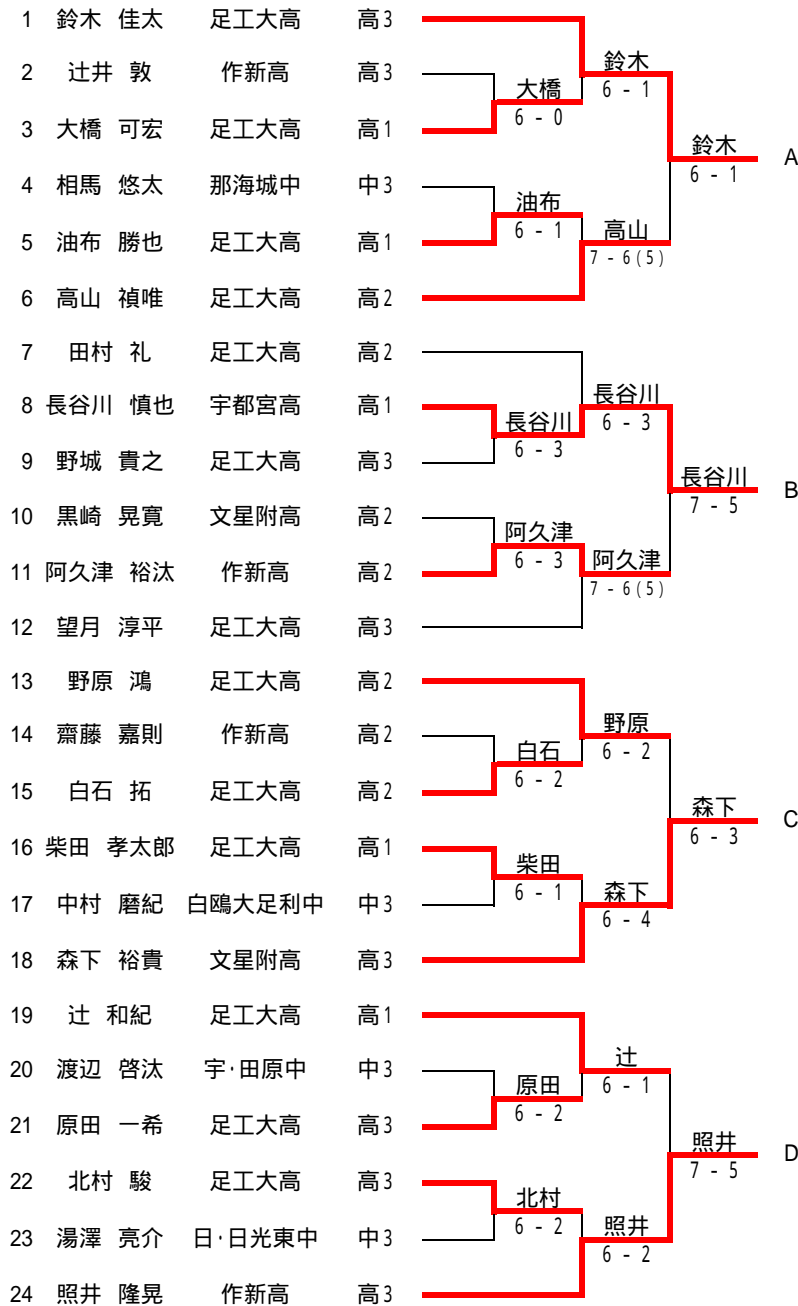 1 鈴木 佳太 足工大高 高3
鈴木
2 辻井 敦 作新高 高3
6 - 1
大橋
6 - 0
3 大橋 可宏 足工大高 高1
鈴木
A
6 - 1
4 相馬 悠太 那海城中 中3
油布
6 - 1
5 油布 勝也 足工大高 高1
高山
7 - 6(5)
6 高山 禎唯 足工大高 高2
7 田村 礼 足工大高 高2
長谷川
8 長谷川 慎也 宇都宮高 高1
6 - 3
長谷川
6 - 3
9 野城 貴之 足工大高 高3
長谷川
B
7 - 5
10 黒崎 晃寛 文星附高 高2
阿久津
6 - 3
11 阿久津 裕汰 作新高 高2
阿久津
7 - 6(5)
12 望月 淳平 足工大高 高3
13 野原 鴻 足工大高 高2
野原
14 齋藤 嘉則 作新高 高2
6 - 2
白石
6 - 2
15 白石 拓 足工大高 高2
森下
C
6 - 3
16 柴田 孝太郎 足工大高 高1
柴田
6 - 1
17 中村 磨紀 白鴎大足利中 中3
森下
6 - 4
18 森下 裕貴 文星附高 高3
19 辻 和紀 足工大高 高1
辻
20 渡辺 啓汰 宇·田原中 中3
6 - 1
原田
6 - 2
21 原田 一希 足工大高 高3
照井
D
7 - 5
22 北村 駿 足工大高 高3
北村
6 - 2
23 湯澤 亮介 日·日光東中 中3
照井
6 - 2
24 照井 隆晃 作新高 高3